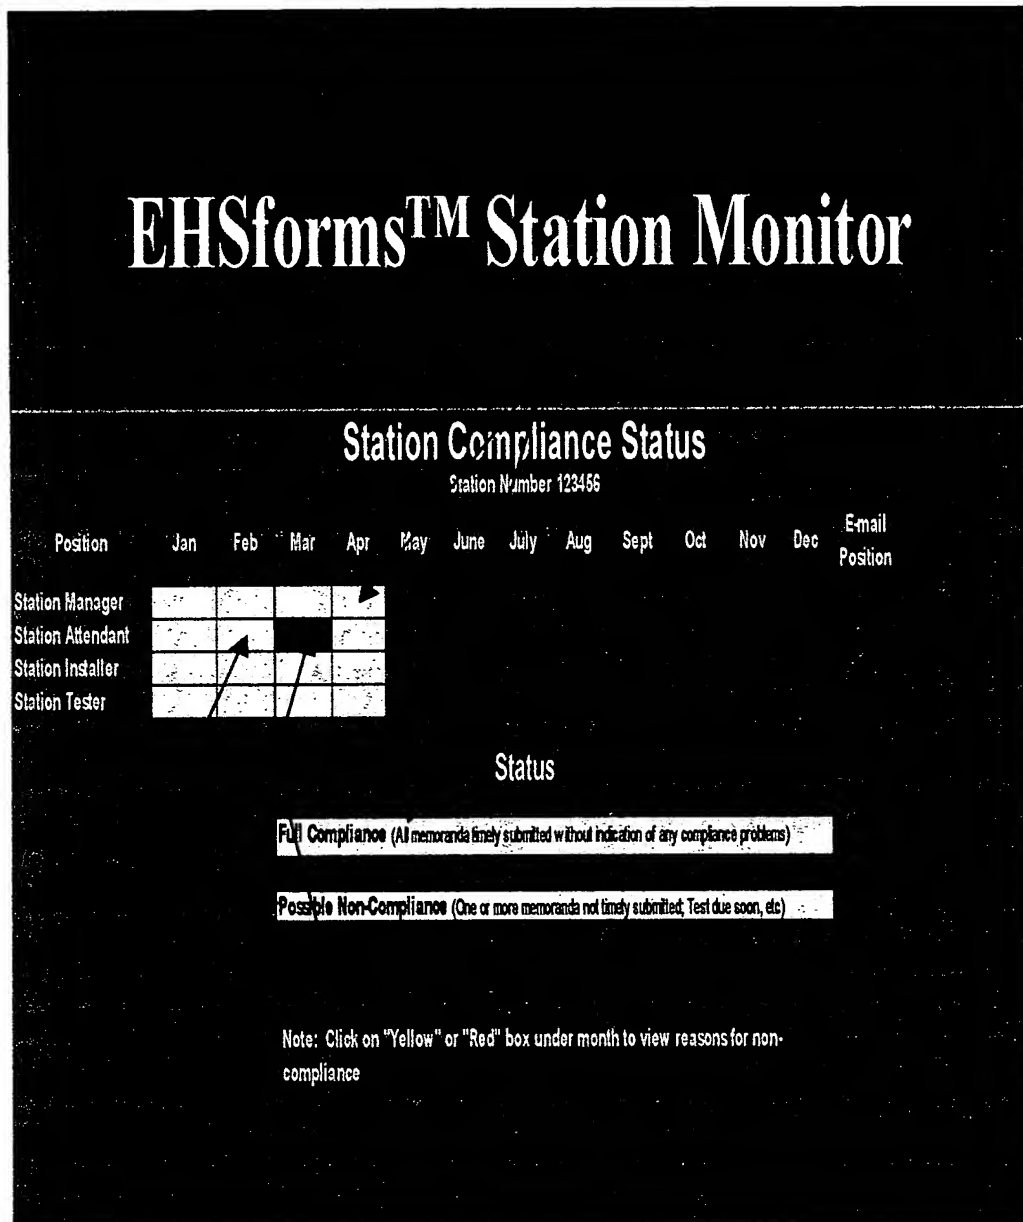 EHSforms™ Station Monitor
Station Compliance Status
Station Number 123456
Position Jan Feb Mar Apr May June July Aug Sept Oct Nov Dec E-mail Position
Station Manager
Station Attendant
Station Installer
Station Tester
Status
Full Compliance (All memoranda timely submitted without indication of any compliance problems)
Possible Non-Compliance (One or more memoranda not timely submitted; Test due soon, etc)
Note: Click on "Yellow" or "Red" box under month to view reasons for non-
compliance